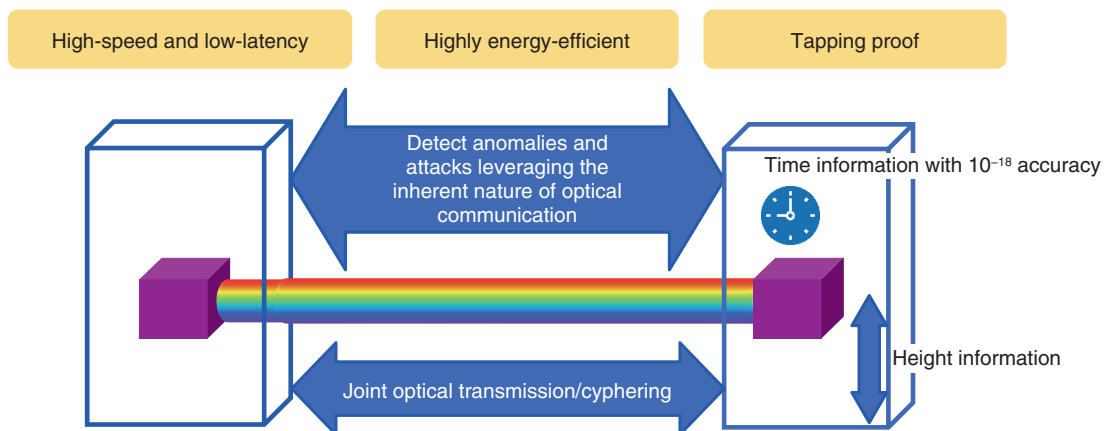 High-speed and low-latency
Highly energy-efficient
Tapping proof
Detect anomalies and
attacks leveraging the
inherent nature of optical
communication
Time information with 10⁻¹⁸ accuracy
Height information
Joint optical transmission/cyphering